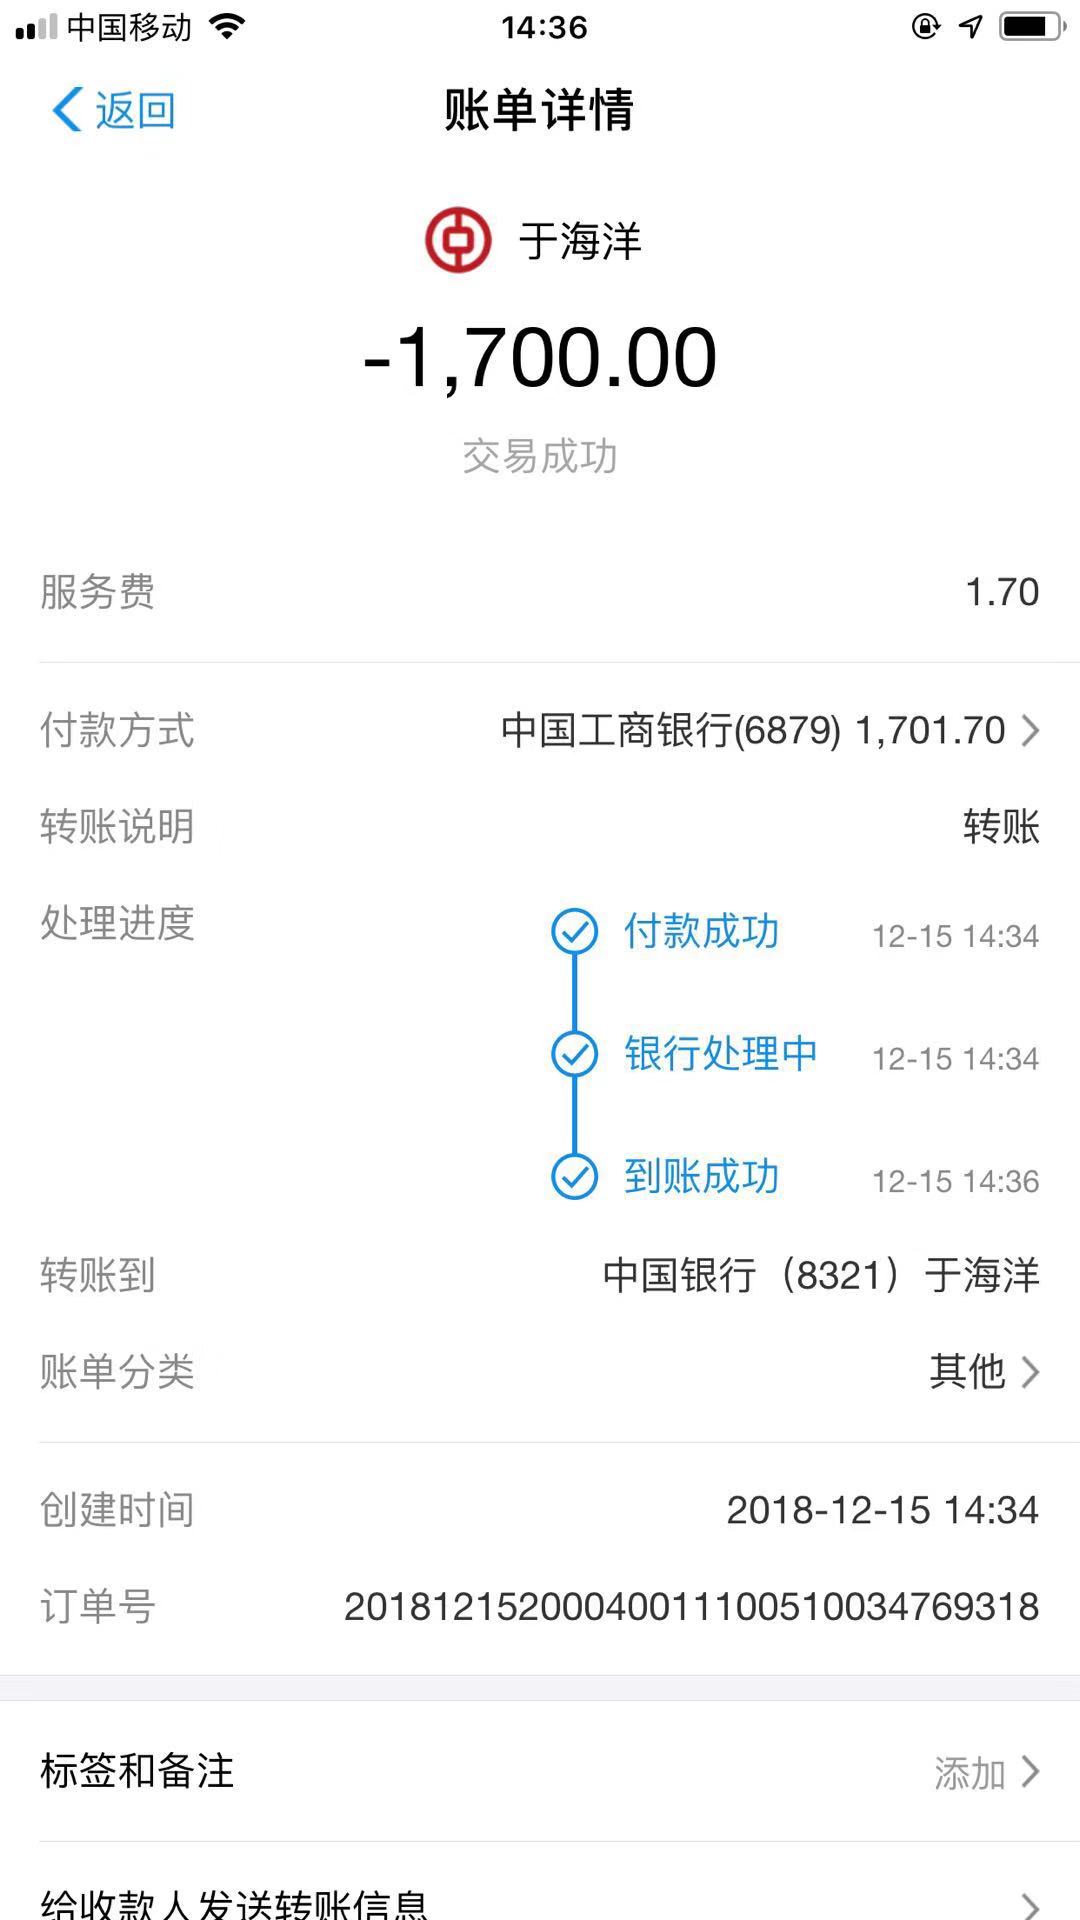 中国移动 14:36
返回 账单详情
于海洋
-1,700.00
交易成功
服务费 1.70
付款方式 中国工商银行(6879) 1,701.70
转账说明 转账
处理进度 付款成功 12-15 14:34
银行处理中 12-15 14:34
到账成功 12-15 14:36
转账到 中国银行（8321）于海洋
账单分类 其他
创建时间 2018-12-15 14:34
订单号 20181215200040011100510034769318
标签和备注 添加
给收款人发送转账信息